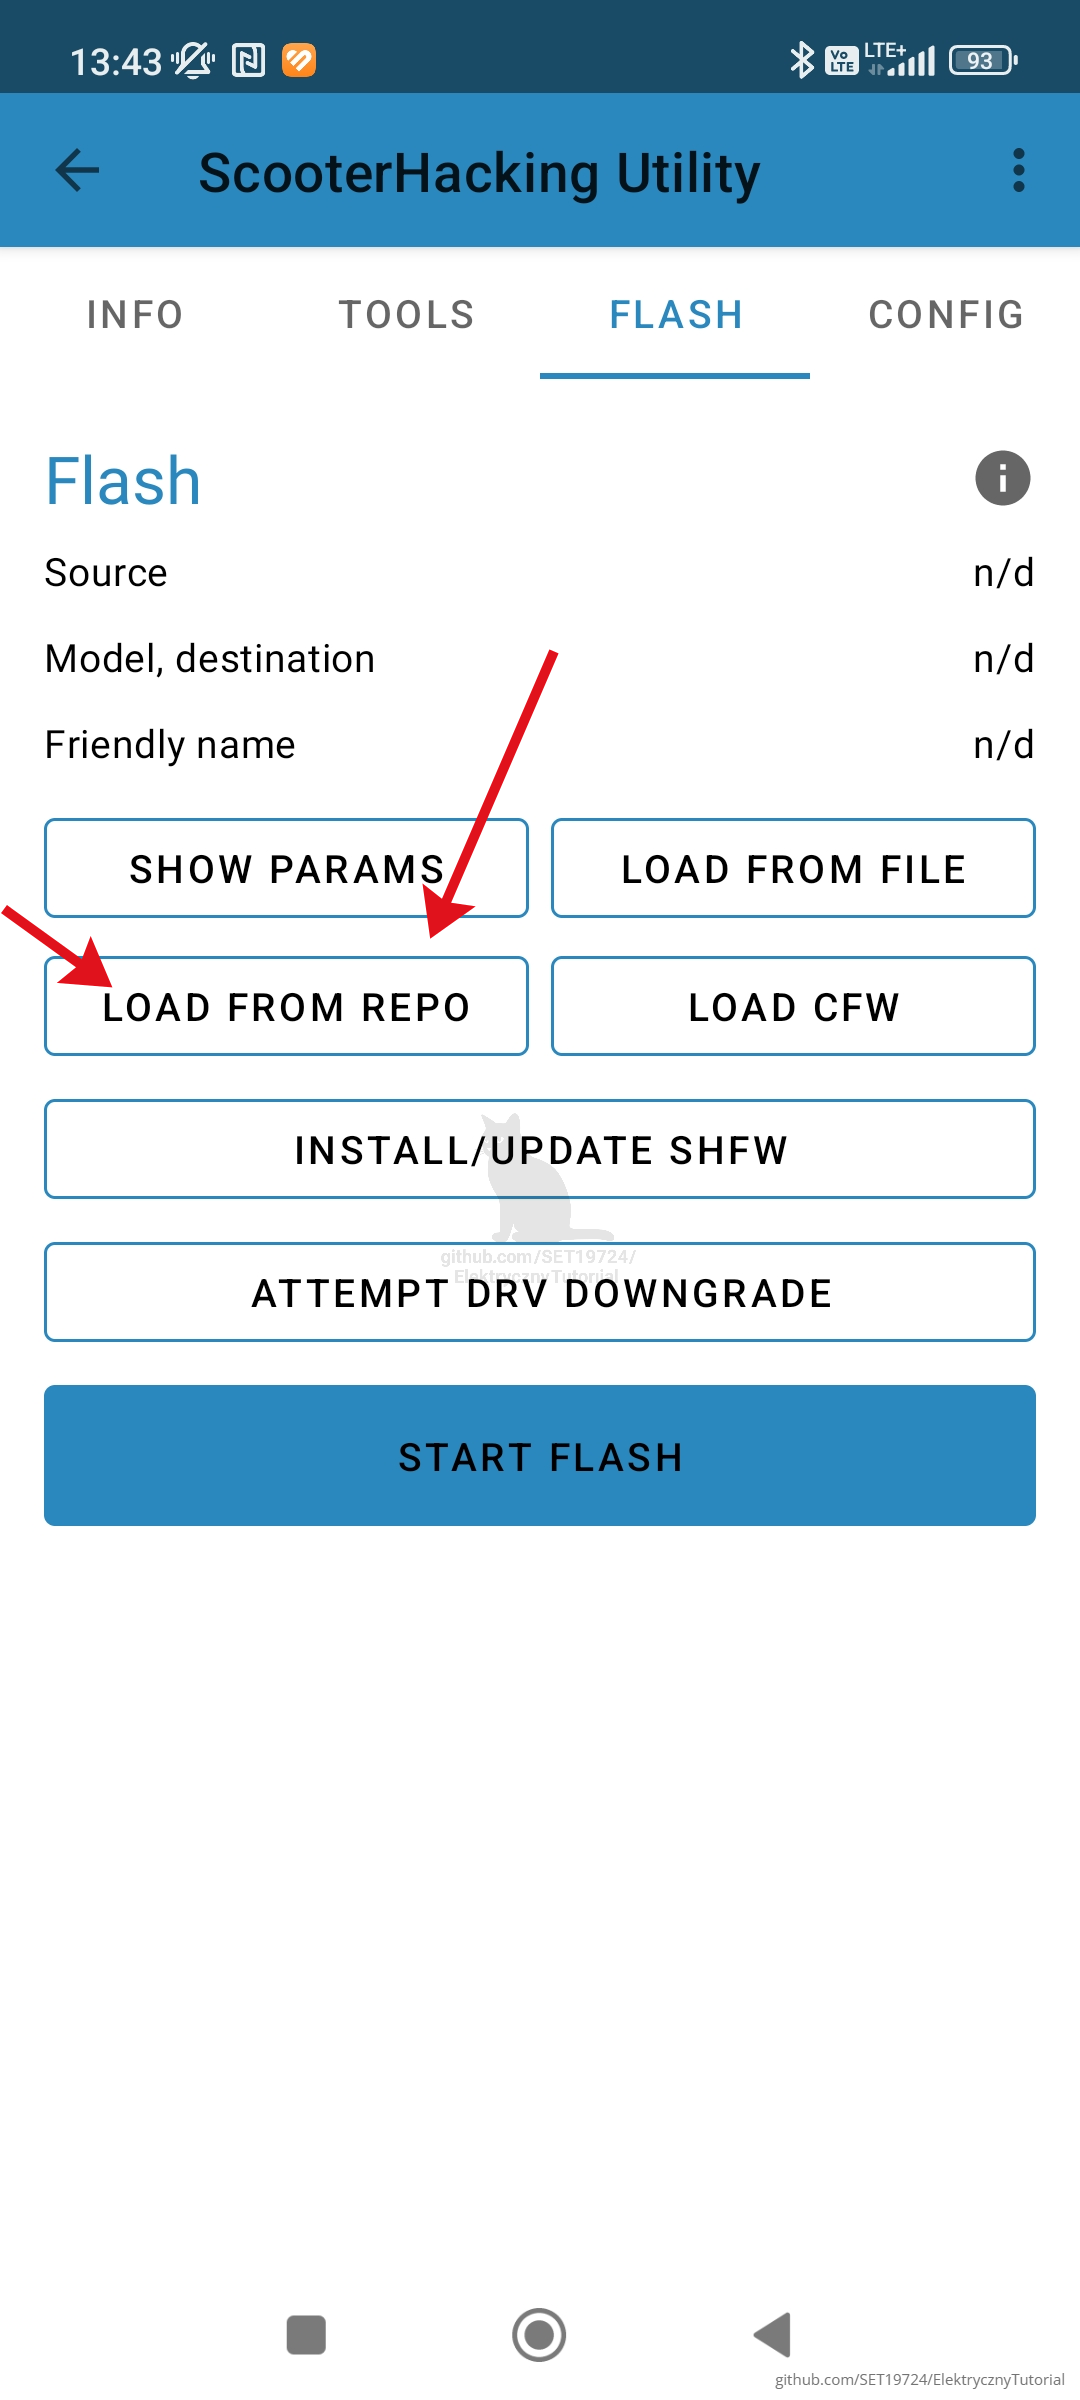 13:43 Vo LTE LTE+ 93
ScooterHacking Utility
INFO TOOLS FLASH CONFIG
Flash
Source n/d
Model, destination n/d
Friendly name n/d
SHOW PARAMS LOAD FROM FILE
LOAD FROM REPO LOAD CFW
INSTALL/UPDATE SHFW
github.com/SET19724/
ElektrycznyTutorial
ATTEMPT DRV DOWNGRADE
START FLASH
github.com/SET19724/ElektrycznyTutorial